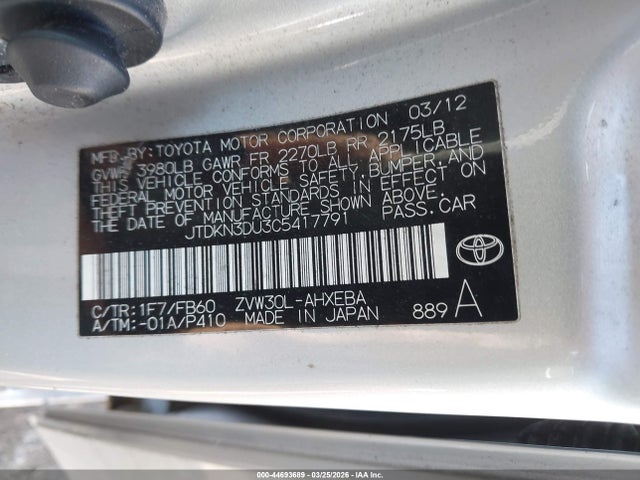 MFD. BY: TOYOTA MOTOR CORPORATION 03/12
GVWR 3980LB GAWR FR 2270LB RR 2175LB
THIS VEHICLE CONFORMS TO ALL APPLICABLE
FEDERAL MOTOR VEHICLE SAFETY, BUMPER, AND
THEFT PREVENTION STANDARDS IN EFFECT ON
THE DATE OF MANUFACTURE SHOWN ABOVE.
JTDKN3DU3C5417791 PASS. CAR
C/TR: 1F7/FB60 ZVW30L-AHXEBA
A/TM: -01A/P410 MADE IN JAPAN 889 A
000-44693689 03/25/2026 - IAA Inc.